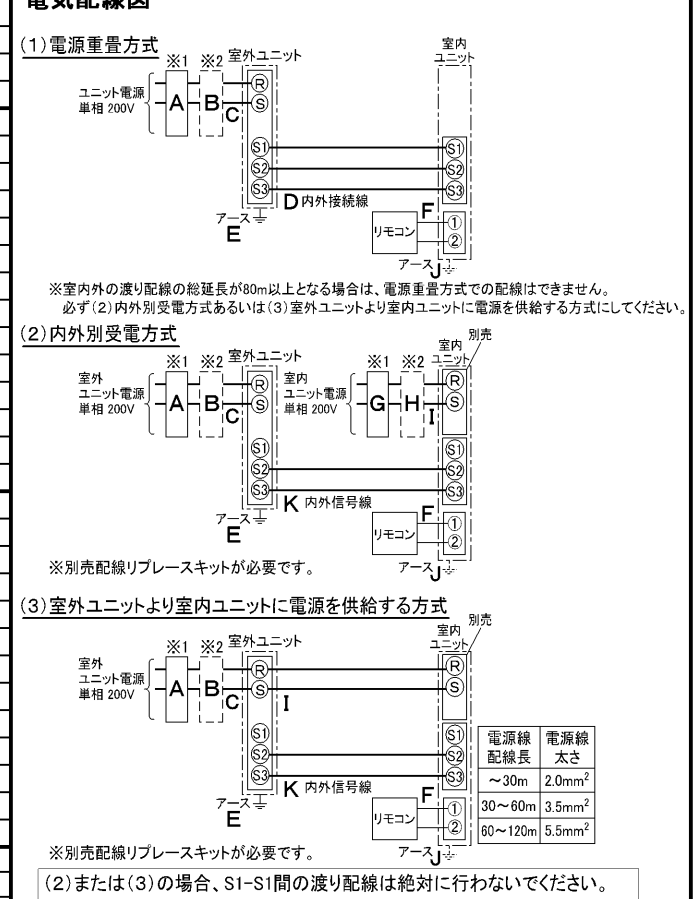 電気配線図
(1)電源重畳方式
※1 ※2 室外ユニット
室内
ユニット
ユニット電源
単相 200V
A B C
R
S
S1 S1
S2 S2
S3 S3
D 内外接続線
アース
E
リモコン
F
①
②
アース J
※室内外の渡り配線の総延長が80m以上となる場合は、電源重畳方式での配線はできません。
必ず(2)内外別受電方式あるいは(3)室外ユニットより室内ユニットに電源を供給する方式にしてください。
(2)内外別受電方式
※1 ※2 室外ユニット
※1 ※2
室内
ユニット
別売
室外
ユニット電源
単相 200V
A B C
R
S
室内
ユニット電源
単相 200V
G H I
R
S
S1 S1
S2 S2
S3 S3
K 内外信号線
アース
E
リモコン
F
①
②
アース J
※別売配線リプレースキットが必要です。
(3)室外ユニットより室内ユニットに電源を供給する方式
※1 ※2 室外ユニット
室内
ユニット
別売
室外
ユニット電源
単相 200V
A B C
R R
S I S
S1 S1
S2 S2
S3 S3
K 内外信号線
アース
E
リモコン
F
①
②
アース J
電源線配線長 電源線太さ
～30m 2.0mm²
30～60m 3.5mm²
60～120m 5.5mm²
※別売配線リプレースキットが必要です。
(2)または(3)の場合、S1-S1間の渡り配線は絶対に行わないでください。